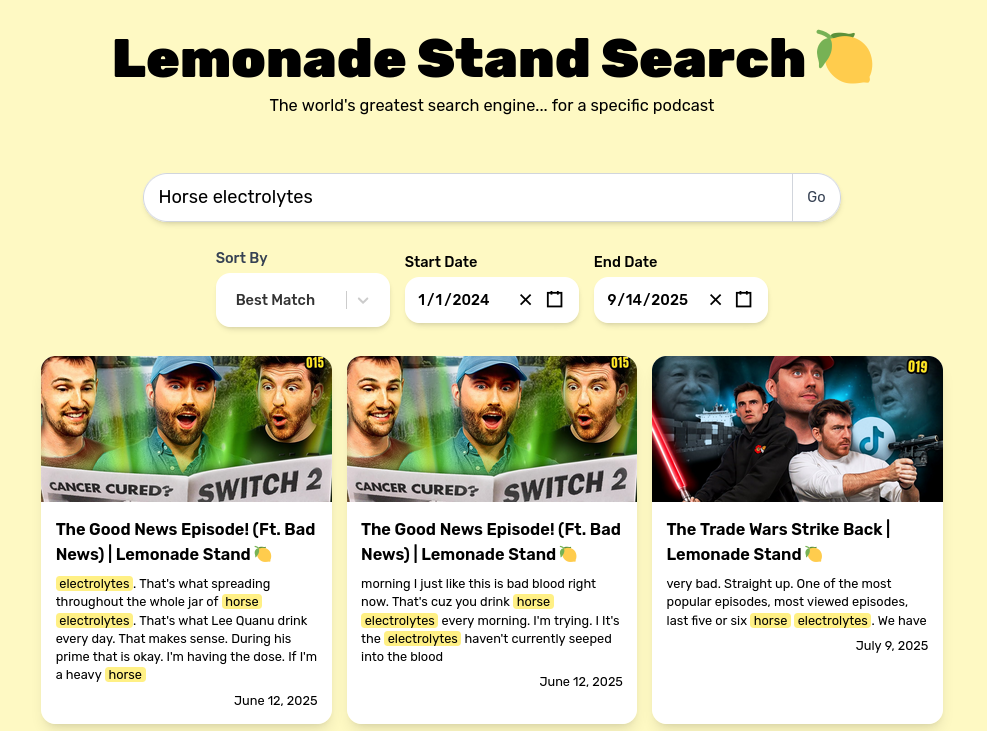 Lemonade Stand Search
The world's greatest search engine... for a specific podcast
Horse electrolytes
Go
Sort By
Start Date
End Date
Best Match
1/1/2024
9/14/2025
015
CANCER CURED?
SWITCH 2
The Good News Episode! (Ft. Bad
News) | Lemonade Stand 🍋
electrolytes. That's what spreading
throughout the whole jar of horse
electrolytes. That's what Lee Quanu drink
every day. That makes sense. During his
prime that is okay. I'm having the dose. If I'm
a heavy horse
June 12, 2025
015
CANCER CURED?
SWITCH 2
The Good News Episode! (Ft. Bad
News) | Lemonade Stand 🍋
morning I just like this is bad blood right
now. That's cuz you drink horse
electrolytes every morning. I'm trying. I It's
the electrolytes haven't currently seeped
into the blood
June 12, 2025
019
The Trade Wars Strike Back |
Lemonade Stand 🍋
very bad. Straight up. One of the most
popular episodes, most viewed episodes,
last five or six horse electrolytes. We have
July 9, 2025